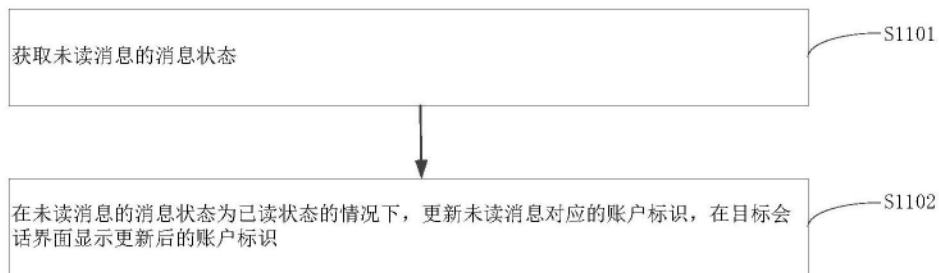 获取未读消息的消息状态
S1101
在未读消息的消息状态为已读状态的情况下，更新未读消息对应的账户标识，在目标会
话界面显示更新后的账户标识
S1102